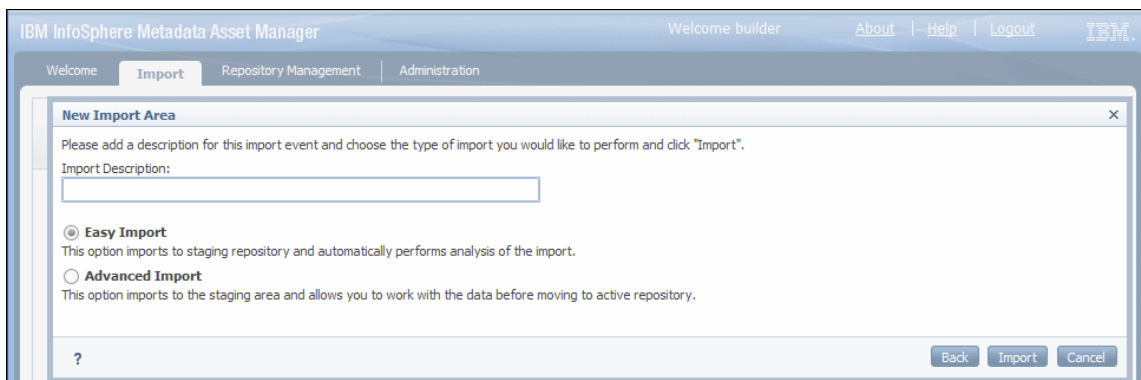 IBM InfoSphere Metadata Asset Manager Welcome builder About | Help | Logout IBM.
Welcome Import Repository Management Administration
New Import Area
Please add a description for this import event and choose the type of import you would like to perform and click "Import".
Import Description:
Easy Import
This option imports to staging repository and automatically performs analysis of the import.
Advanced Import
This option imports to the staging area and allows you to work with the data before moving to active repository.
? Back Import Cancel